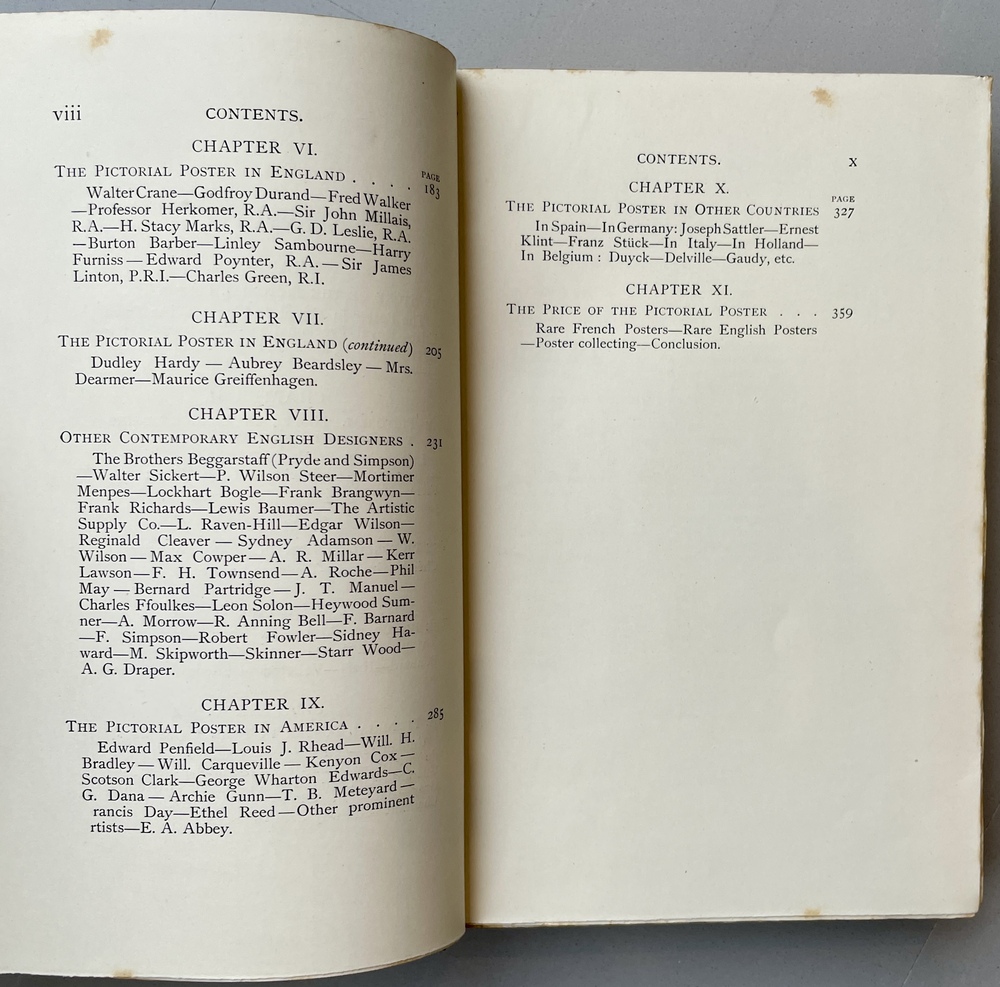 viii CONTENTS.
CHAPTER VI.
PAGE
THE PICTORIAL POSTER IN ENGLAND . . . . 183
Walter Crane—Godfroy Durand—Fred Walker
—Professor Herkomer, R.A.—Sir John Millais,
R.A.—H. Stacy Marks, R.A.—G. D. Leslie, R.A.
—Burton Barber—Linley Sambourne—Harry
Furniss—Edward Poynter, R.A.—Sir James
Linton, P.R.I.—Charles Green, R.I.
CHAPTER VII.
THE PICTORIAL POSTER IN ENGLAND (continued) 205
Dudley Hardy — Aubrey Beardsley — Mrs.
Dearmer—Maurice Greiffenhagen.
CHAPTER VIII.
OTHER CONTEMPORARY ENGLISH DESIGNERS . 231
The Brothers Beggarstaff (Pryde and Simpson)
—Walter Sickert—P. Wilson Steer—Mortimer
Menpes—Lockhart Bogle—Frank Brangwyn—
Frank Richards—Lewis Baumer—The Artistic
Supply Co.—L. Raven-Hill—Edgar Wilson—
Reginald Cleaver — Sydney Adamson — W.
Wilson — Max Cowper — A. R. Millar — Kerr
Lawson—F. H. Townsend—A. Roche—Phil
May — Bernard Partridge — J. T. Manuel —
Charles Ffoulkes—Leon Solon—Heywood Sum-
ner—A. Morrow—R. Anning Bell—F. Barnard
—F. Simpson—Robert Fowler—Sidney Ha-
ward—M. Skipworth—Skinner—Starr Wood—
A. G. Draper.
CHAPTER IX.
THE PICTORIAL POSTER IN AMERICA . . . . 285
Edward Penfield—Louis J. Rhead—Will. H.
Bradley — Will. Carqueville — Kenyon Cox —
Scotson Clark—George Wharton Edwards—C.
G. Dana — Archie Gunn—T. B. Meteyard —
rancis Day—Ethel Reed — Other prominent
rtists—E. A. Abbey.
CONTENTS. x
CHAPTER X.
PAGE
THE PICTORIAL POSTER IN OTHER COUNTRIES 327
In Spain—In Germany: Joseph Sattler—Ernest
Klint—Franz Stück—In Italy—In Holland—
In Belgium : Duyck—Delville—Gaudy, etc.
CHAPTER XI.
THE PRICE OF THE PICTORIAL POSTER . . . 359
Rare French Posters—Rare English Posters
—Poster collecting—Conclusion.